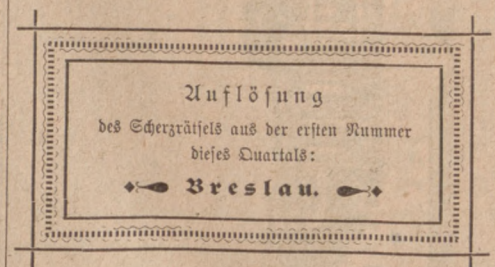 Auflösung
des Scherzrätsels aus der ersten Nummer
dieses Quartals:
Breslau.